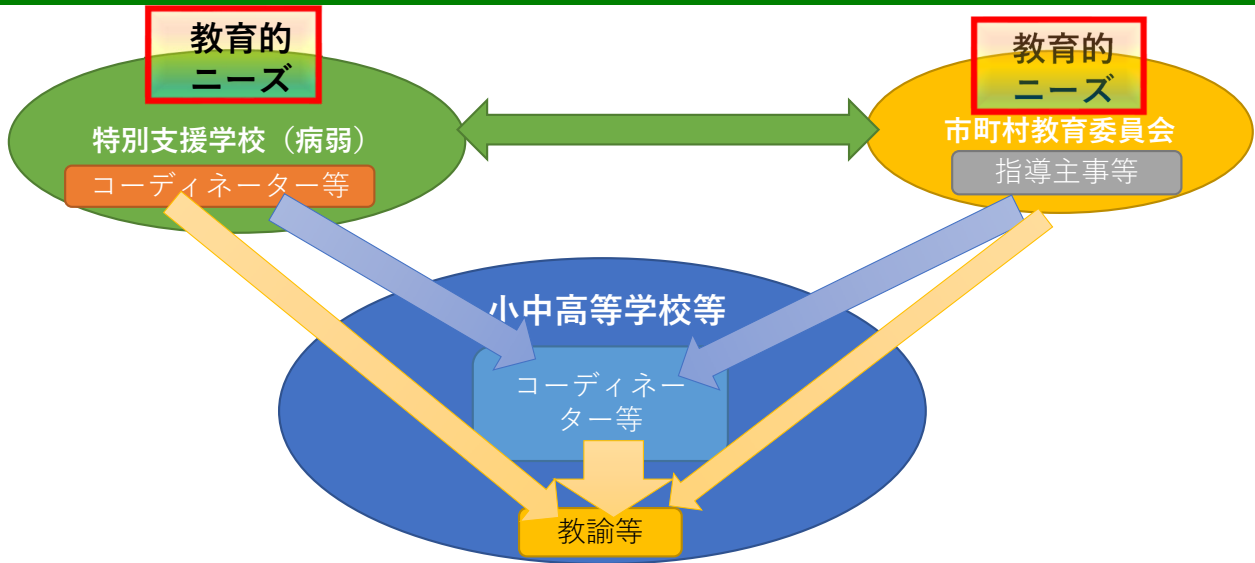 教育的
ニーズ
特別支援学校（病弱）
コーディネーター等
教育的
ニーズ
市町村教育委員会
指導主事等
小中高等学校等
コーディネー
ター等
教諭等